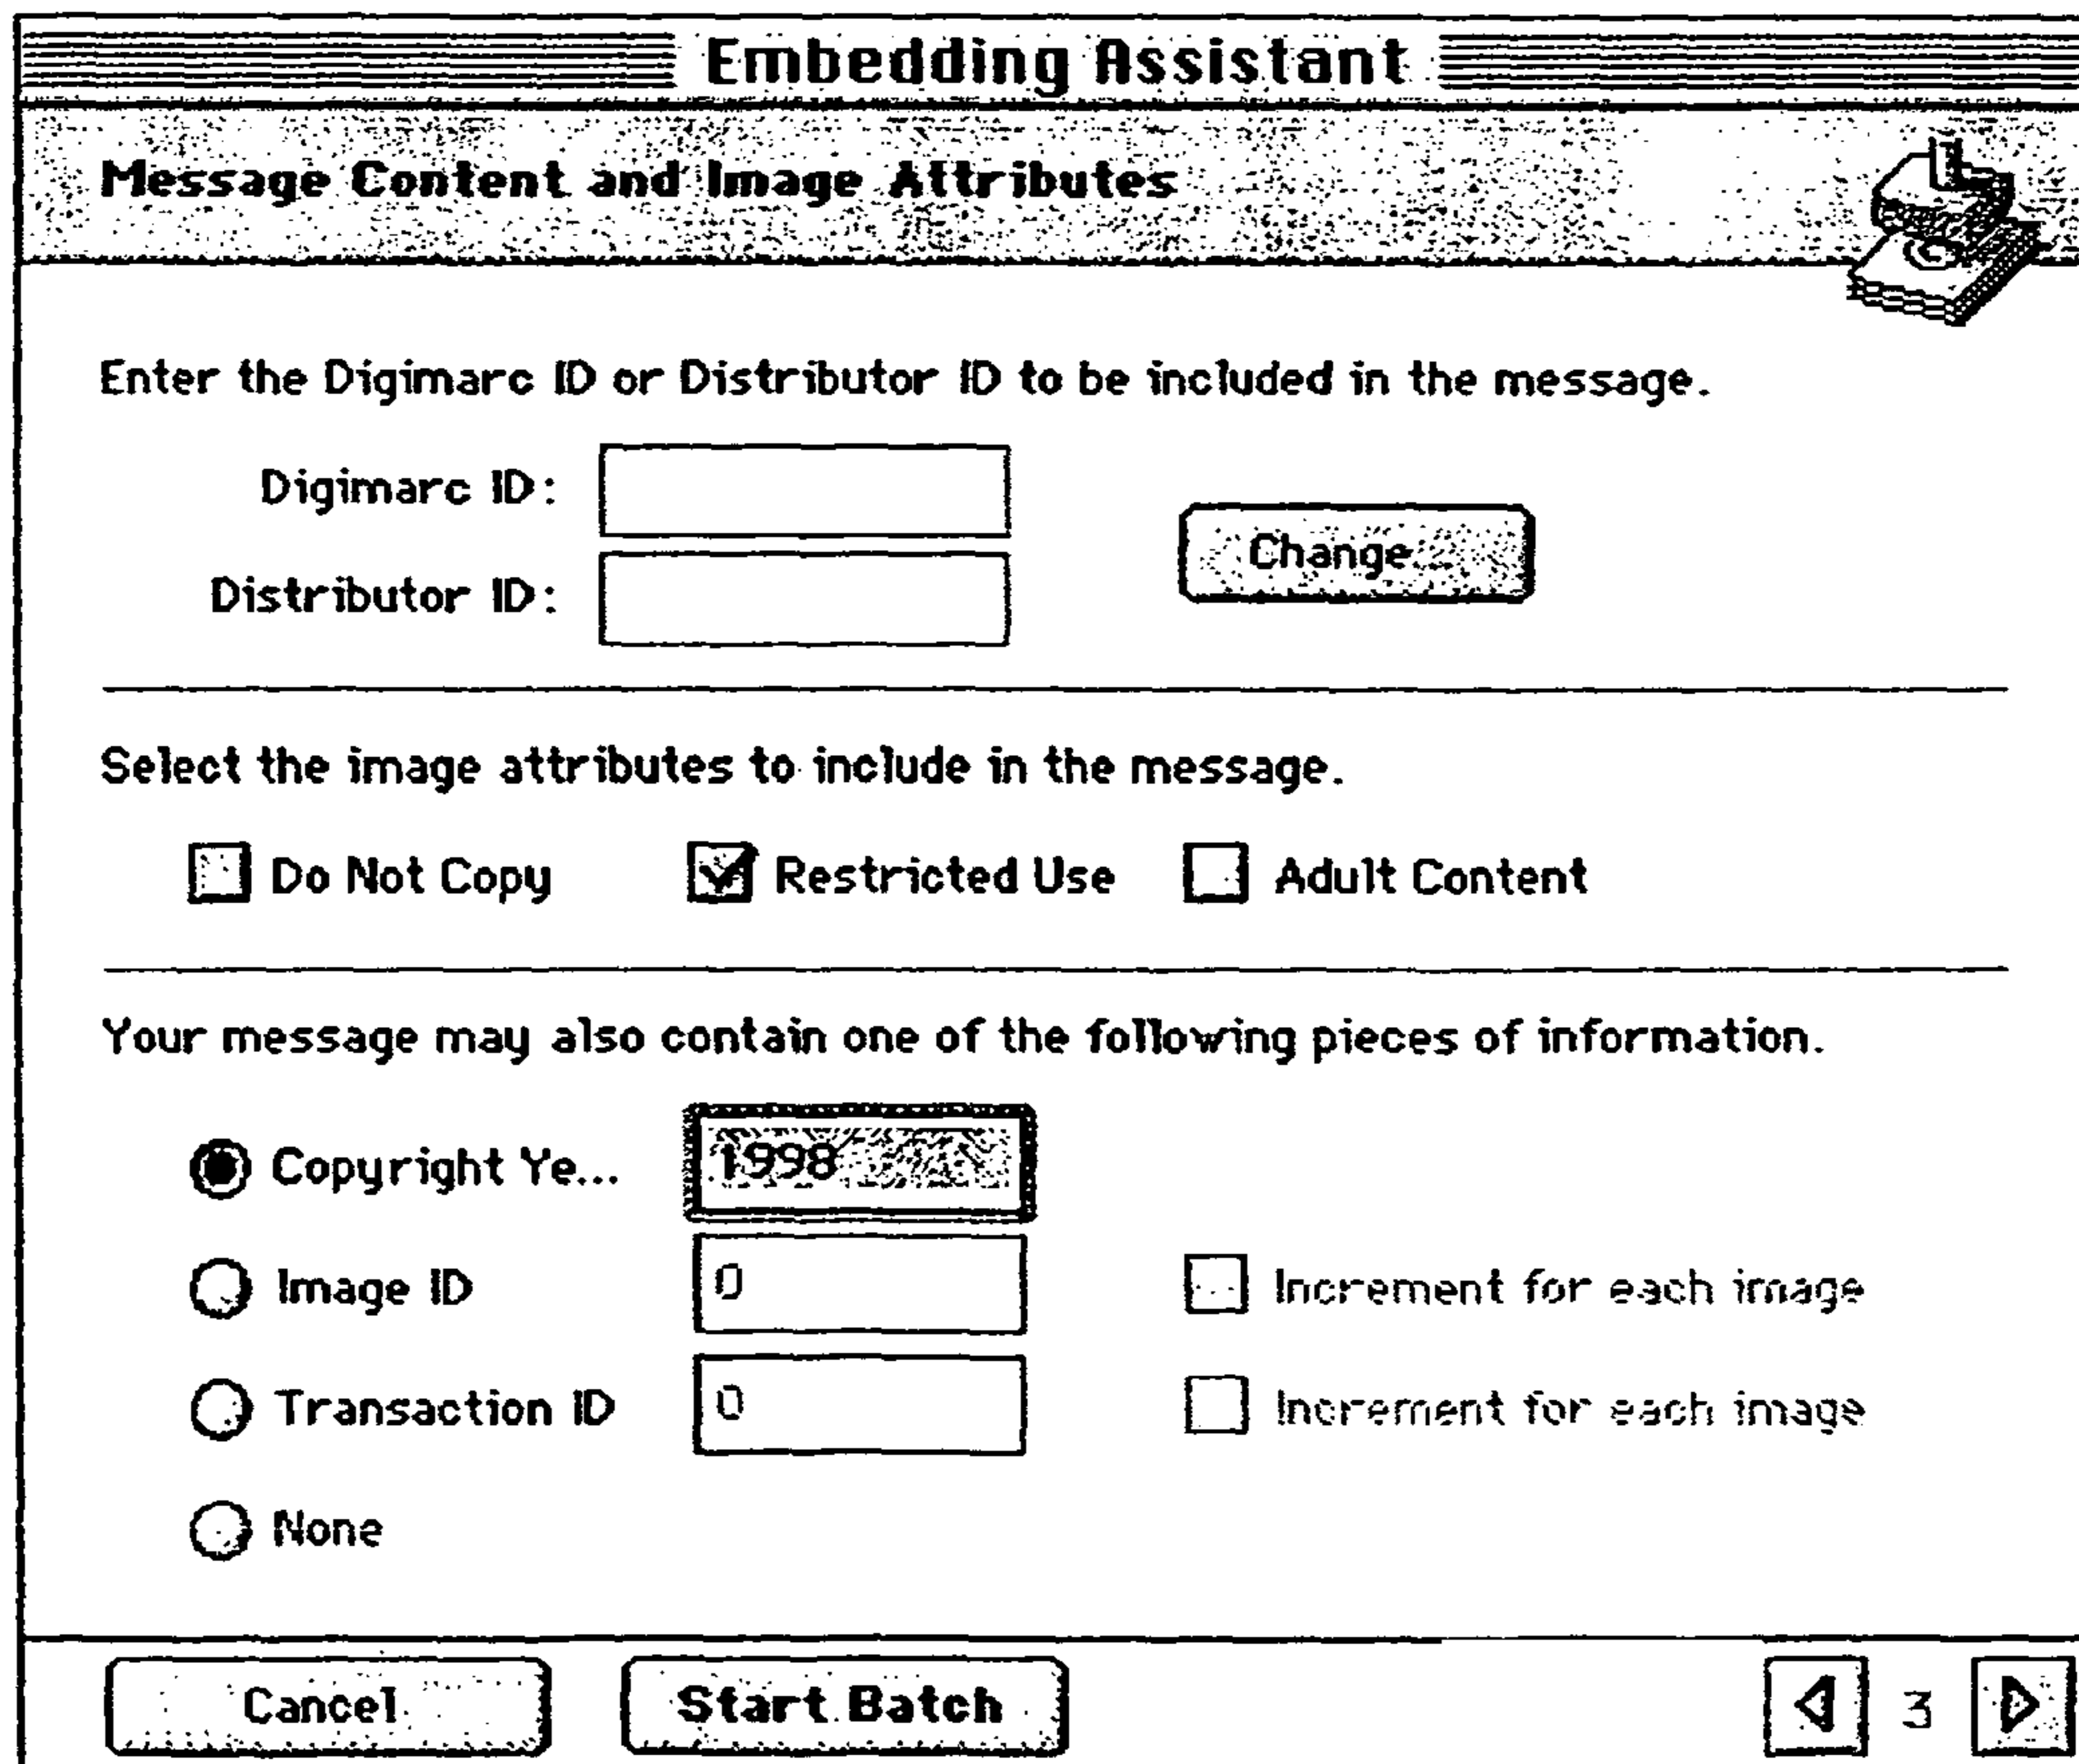 Embedding Assistant
Message Content and Image Attributes
Enter the Digimarc ID or Distributor ID to be included in the message.
Digimarc ID:
Change
Distributor ID:
Select the image attributes to include in the message.
Do Not Copy Restricted Use Adult Content
Your message may also contain one of the following pieces of information.
Copyright Ye... 1998
Image ID 0 Increment for each image
Transaction ID 0 Increment for each image
None
Cancel Start Batch 3